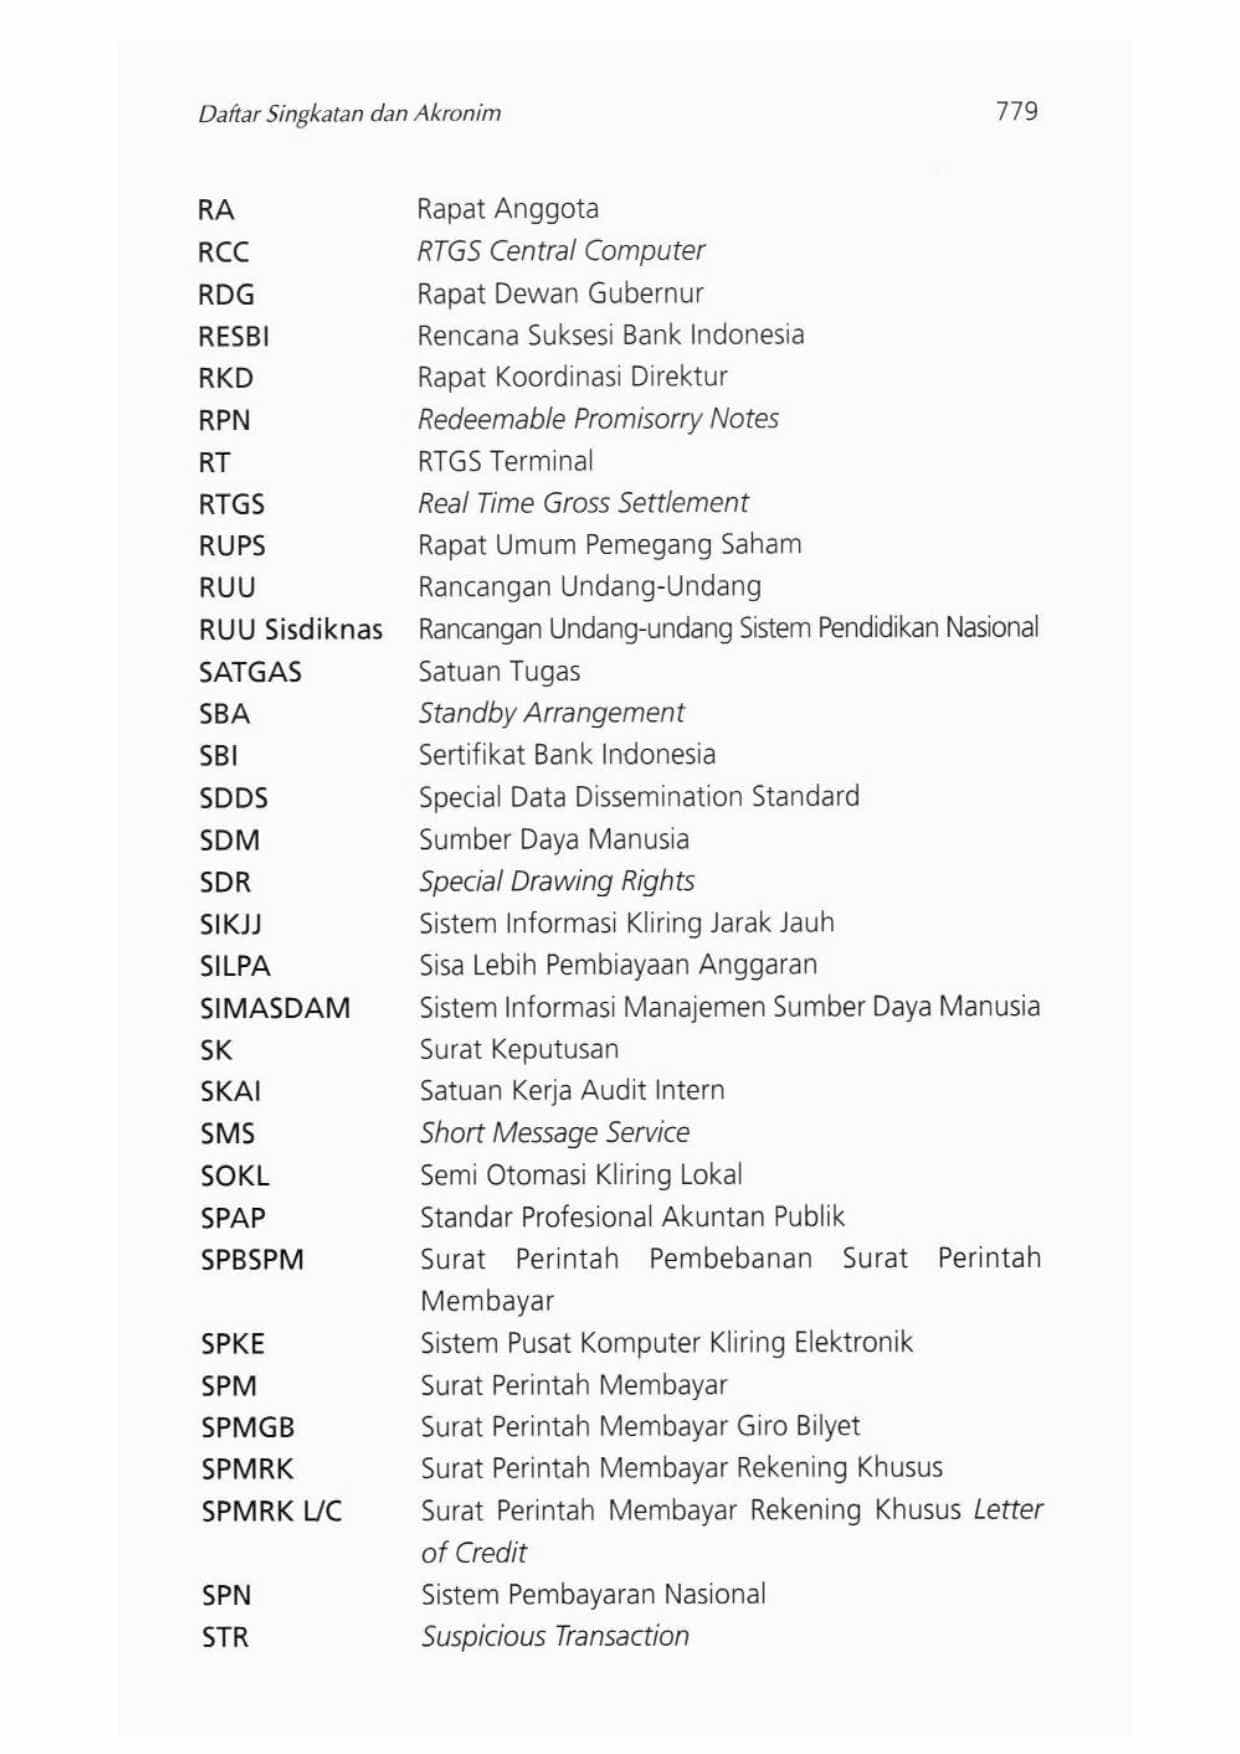 Daftar Singkatan dan Akronim 779
RA Rapat Anggota
RCC RTGS Central Computer
RDG Rapat Dewan Gubernur
RESBI Rencana Suksesi Bank Indonesia
RKD Rapat Koordinasi Direktur
RPN Redeemable Promisorry Notes
RT RTGS Terminal
RTGS Real Time Gross Settlement
RUPS Rapat Umum Pemegang Saham
RUU Rancangan Undang-Undang
RUU Sisdiknas Rancangan Undang-undang Sistem Pendidikan Nasional
SATGAS Satuan Tugas
SBA Standby Arrangement
SBI Sertifikat Bank Indonesia
SDDS Special Data Dissemination Standard
SDM Sumber Daya Manusia
SDR Special Drawing Rights
SIKJJ Sistem Informasi Kliring Jarak Jauh
SILPA Sisa Lebih Pembiayaan Anggaran
SIMASDAM Sistem Informasi Manajemen Sumber Daya Manusia
SK Surat Keputusan
SKAI Satuan Kerja Audit Intern
SMS Short Message Service
SOKL Semi Otomasi Kliring Lokal
SPAP Standar Profesional Akuntan Publik
SPBSPM Surat Perintah Pembebanan Surat Perintah
Membayar
SPKE Sistem Pusat Komputer Kliring Elektronik
SPM Surat Perintah Membayar
SPMGB Surat Perintah Membayar Giro Bilyet
SPMRK Surat Perintah Membayar Rekening Khusus
SPMRK L/C Surat Perintah Membayar Rekening Khusus Letter
of Credit
SPN Sistem Pembayaran Nasional
STR Suspicious Transaction